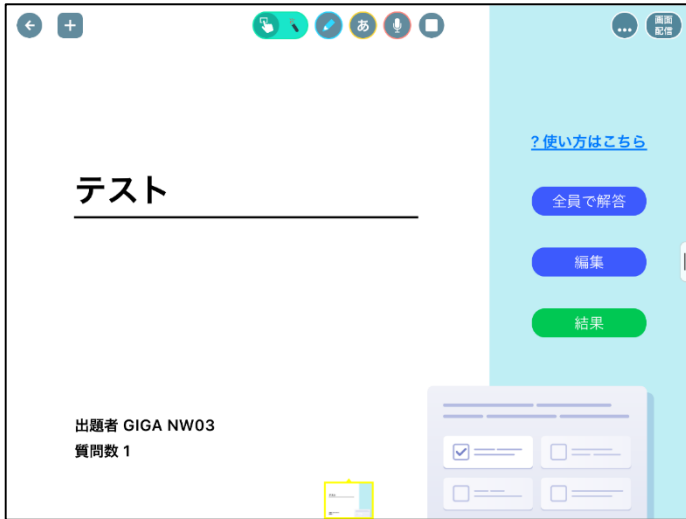 あ
画面
配信
?使い方はこちら
テスト
全員で解答
編集
結果
出題者 GIGA NW03
質問数 1